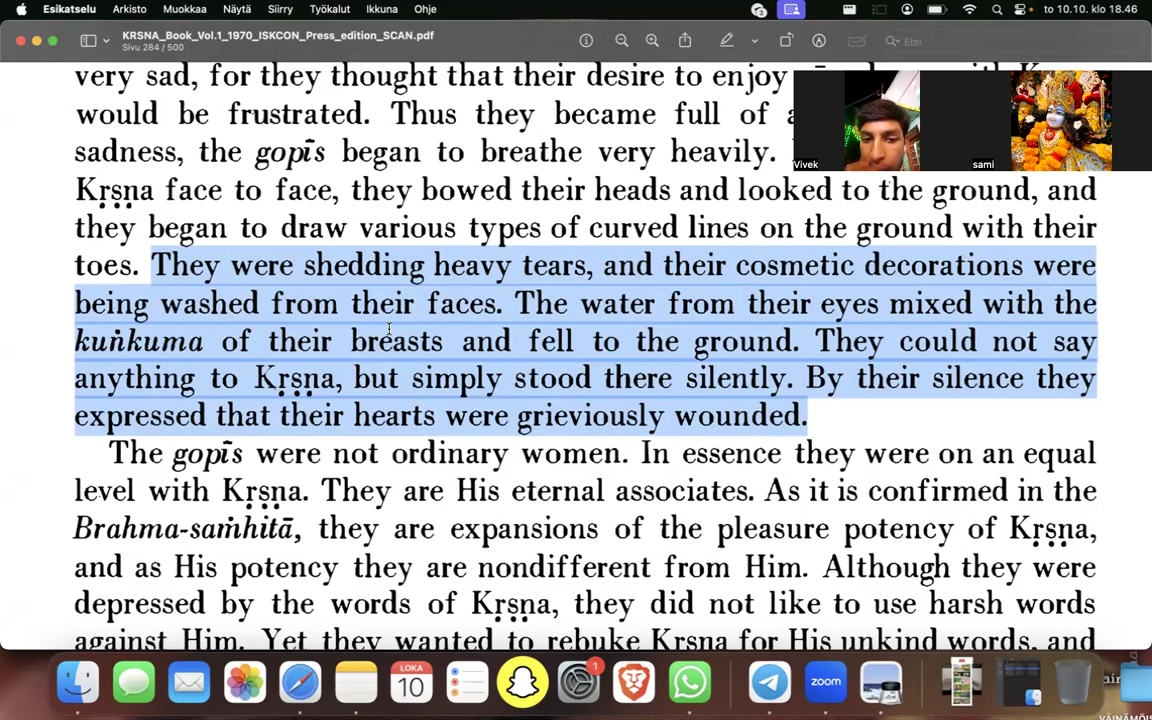 Esikatselu Arkisto Muokkaa Näytä Siirry Työkalut Ikkuna Ohje to 10.10. klo 18.46
KRSNA_Book_Vol.1_1970_ISKCON_Press_edition_SCAN.pdf
Sivu 284 / 500
Etsi
very sad, for they thought that their desire to enjoy
would be frustrated. Thus they became full of
sadness, the gopīs began to breathe very heavily.
Vivek
sami
Kṛṣṇa face to face, they bowed their heads and looked to the ground, and
they began to draw various types of curved lines on the ground with their
toes. They were shedding heavy tears, and their cosmetic decorations were
being washed from their faces. The water from their eyes mixed with the
kuṅkuma of their breasts and fell to the ground. They could not say
anything to Kṛṣṇa, but simply stood there silently. By their silence they
expressed that their hearts were grieviously wounded.
The gopīs were not ordinary women. In essence they were on an equal
level with Kṛṣṇa. They are His eternal associates. As it is confirmed in the
Brahma-saṁhitā, they are expansions of the pleasure potency of Kṛṣṇa,
and as His potency they are nondifferent from Him. Although they were
depressed by the words of Kṛṣṇa, they did not like to use harsh words
against Him. Yet they wanted to rebuke Kṛṣṇa for His unkind words, and
LOKA
10
1
zoom